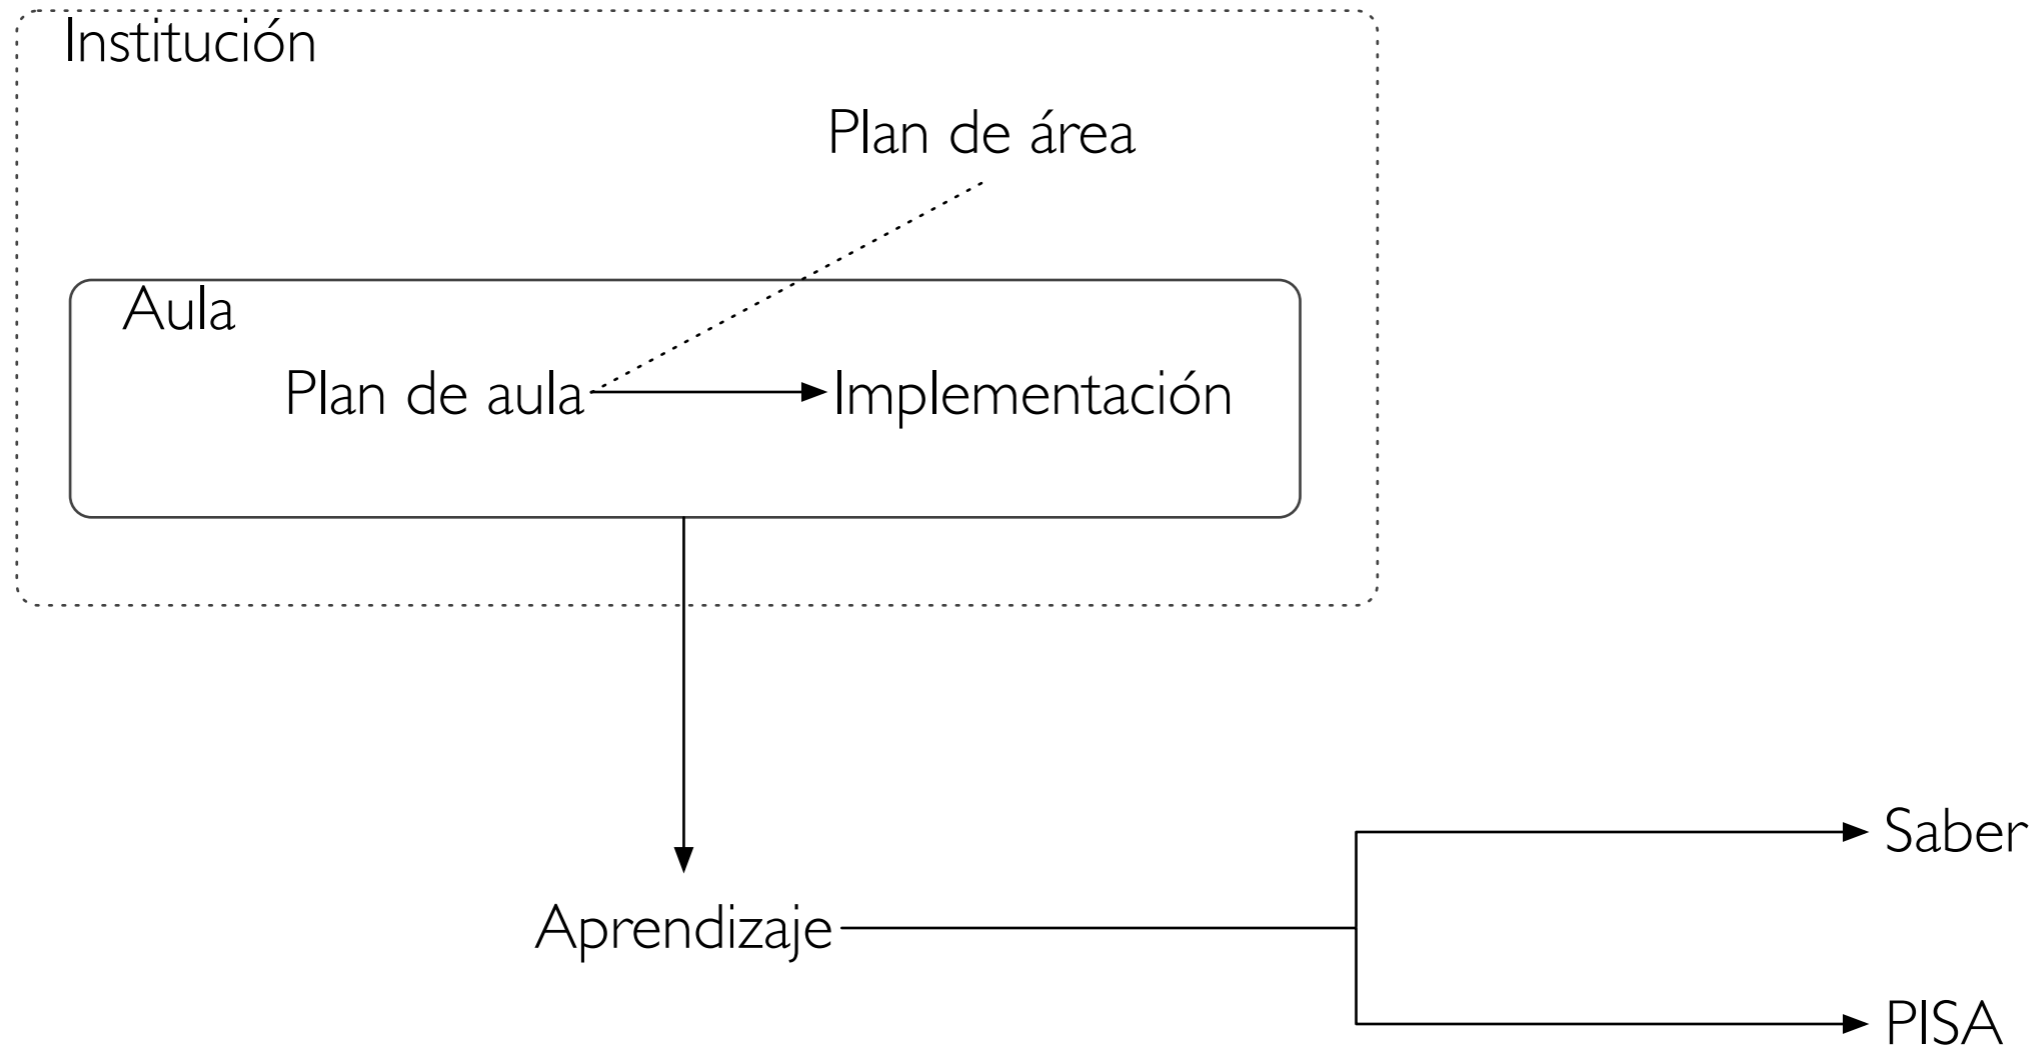 Institución
Plan de área
Aula
Plan de aula
Implementación
Saber
Aprendizaje
PISA